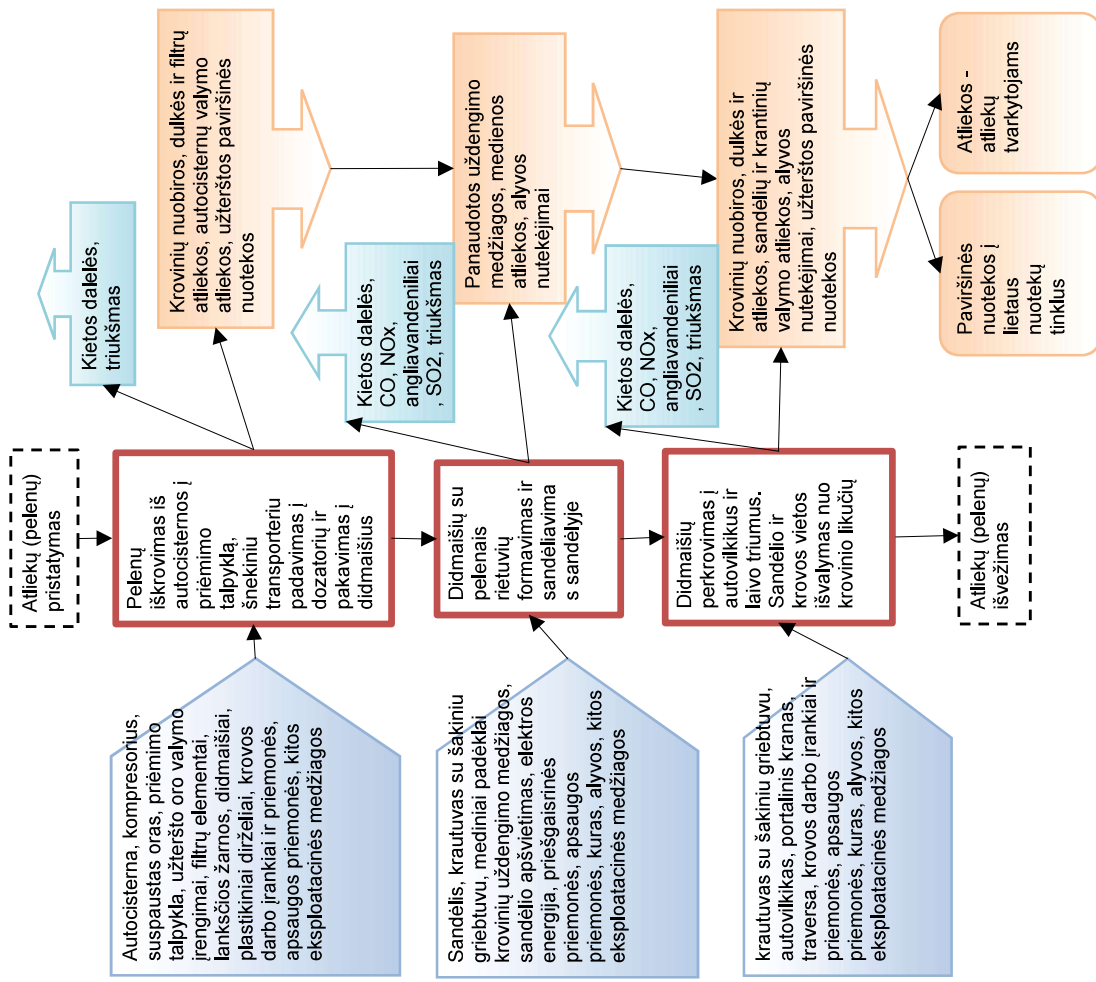 Atliekų (pelenų)
pristatymas
Autocisterna, kompresorius,
suspaustas oras, priėmimo
talpykla, užteršto oro valymo
įrengimai, filtrų elementai,
lanksčios žarnos, didmaišiai,
plastikiniai dirželiai, krovos
darbo įrankiai ir priemonės,
apsaugos priemonės, kitos
eksploatacinės medžiagos
Pelenų
iškrovimas iš
autocisternos į
priėmimo
talpyklą,
šnekiniu
transporteriu
padavimas į
dozatorių ir
pakavimas į
didmaišius
Kietos dalelės,
triukšmas
Krovinių nuobiros, dulkės ir filtrų
atliekos, autocisternų valymo
atliekos, užterštos paviršinės
nuotekos
Sandėlis, krautuvas su šakiniu
griebtuvu, mediniai padėklai
krovinių uždengimo medžiagos,
sandėlio apšvietimas, elektros
energija, priešgaisrinės
priemonės, apsaugos
priemonės, kuras, alyvos, kitos
eksploatacinės medžiagos
Didmaišių su
pelenais
rietuvių
formavimas ir
sandėliavima
s sandėlyje
Kietos dalelės,
CO, NOx,
angliavandeniliai
, SO2, triukšmas
Panaudotos uždengimo
medžiagos, medienos
atliekos, alyvos
nutekėjimai
krautuvas su šakiniu griebtuvu,
autovilkikas, portalinis kranas,
traversa, krovos darbo įrankiai ir
priemonės, apsaugos
priemonės, kuras, alyvos, kitos
eksploatacinės medžiagos
Didmaišių
perkrovimas į
autovilkikus ir
laivo triumus.
Sandėlio ir
krovos vietos
išvalymas nuo
krovinio likučių
Kietos dalelės,
CO, NOx,
angliavandeniliai
, SO2, triukšmas
Krovinių nuobiros, dulkės ir
atliekos, sandėlių ir krantinių
valymo atliekos, alyvos
nutekėjimai, užterštos paviršinės
nuotekos
Atliekų (pelenų)
išvežimas
Paviršinės
nuotekos į
lietaus
nuotekų
tinklus
Atliekos -
atliekų
tvarkytojams